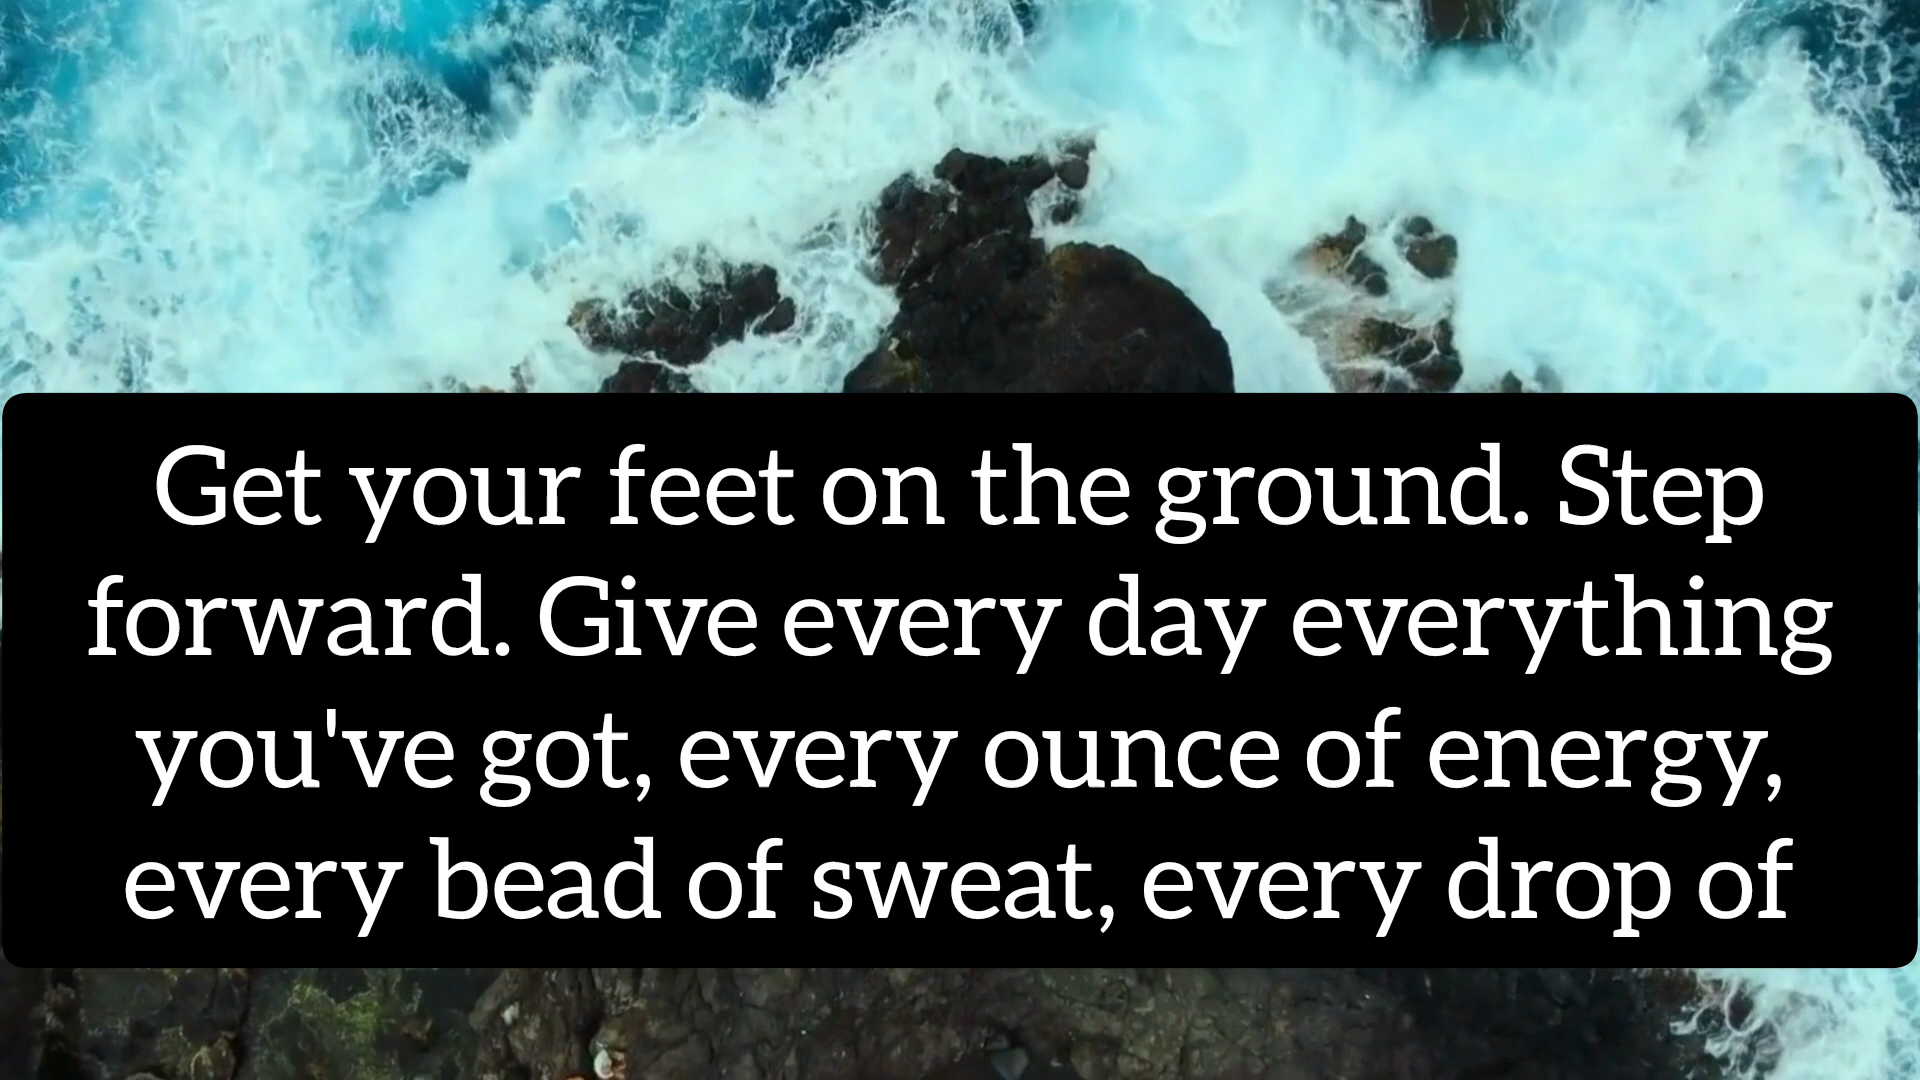 Get your feet on the ground. Step
forward. Give every day everything
you've got, every ounce of energy,
every bead of sweat, every drop of